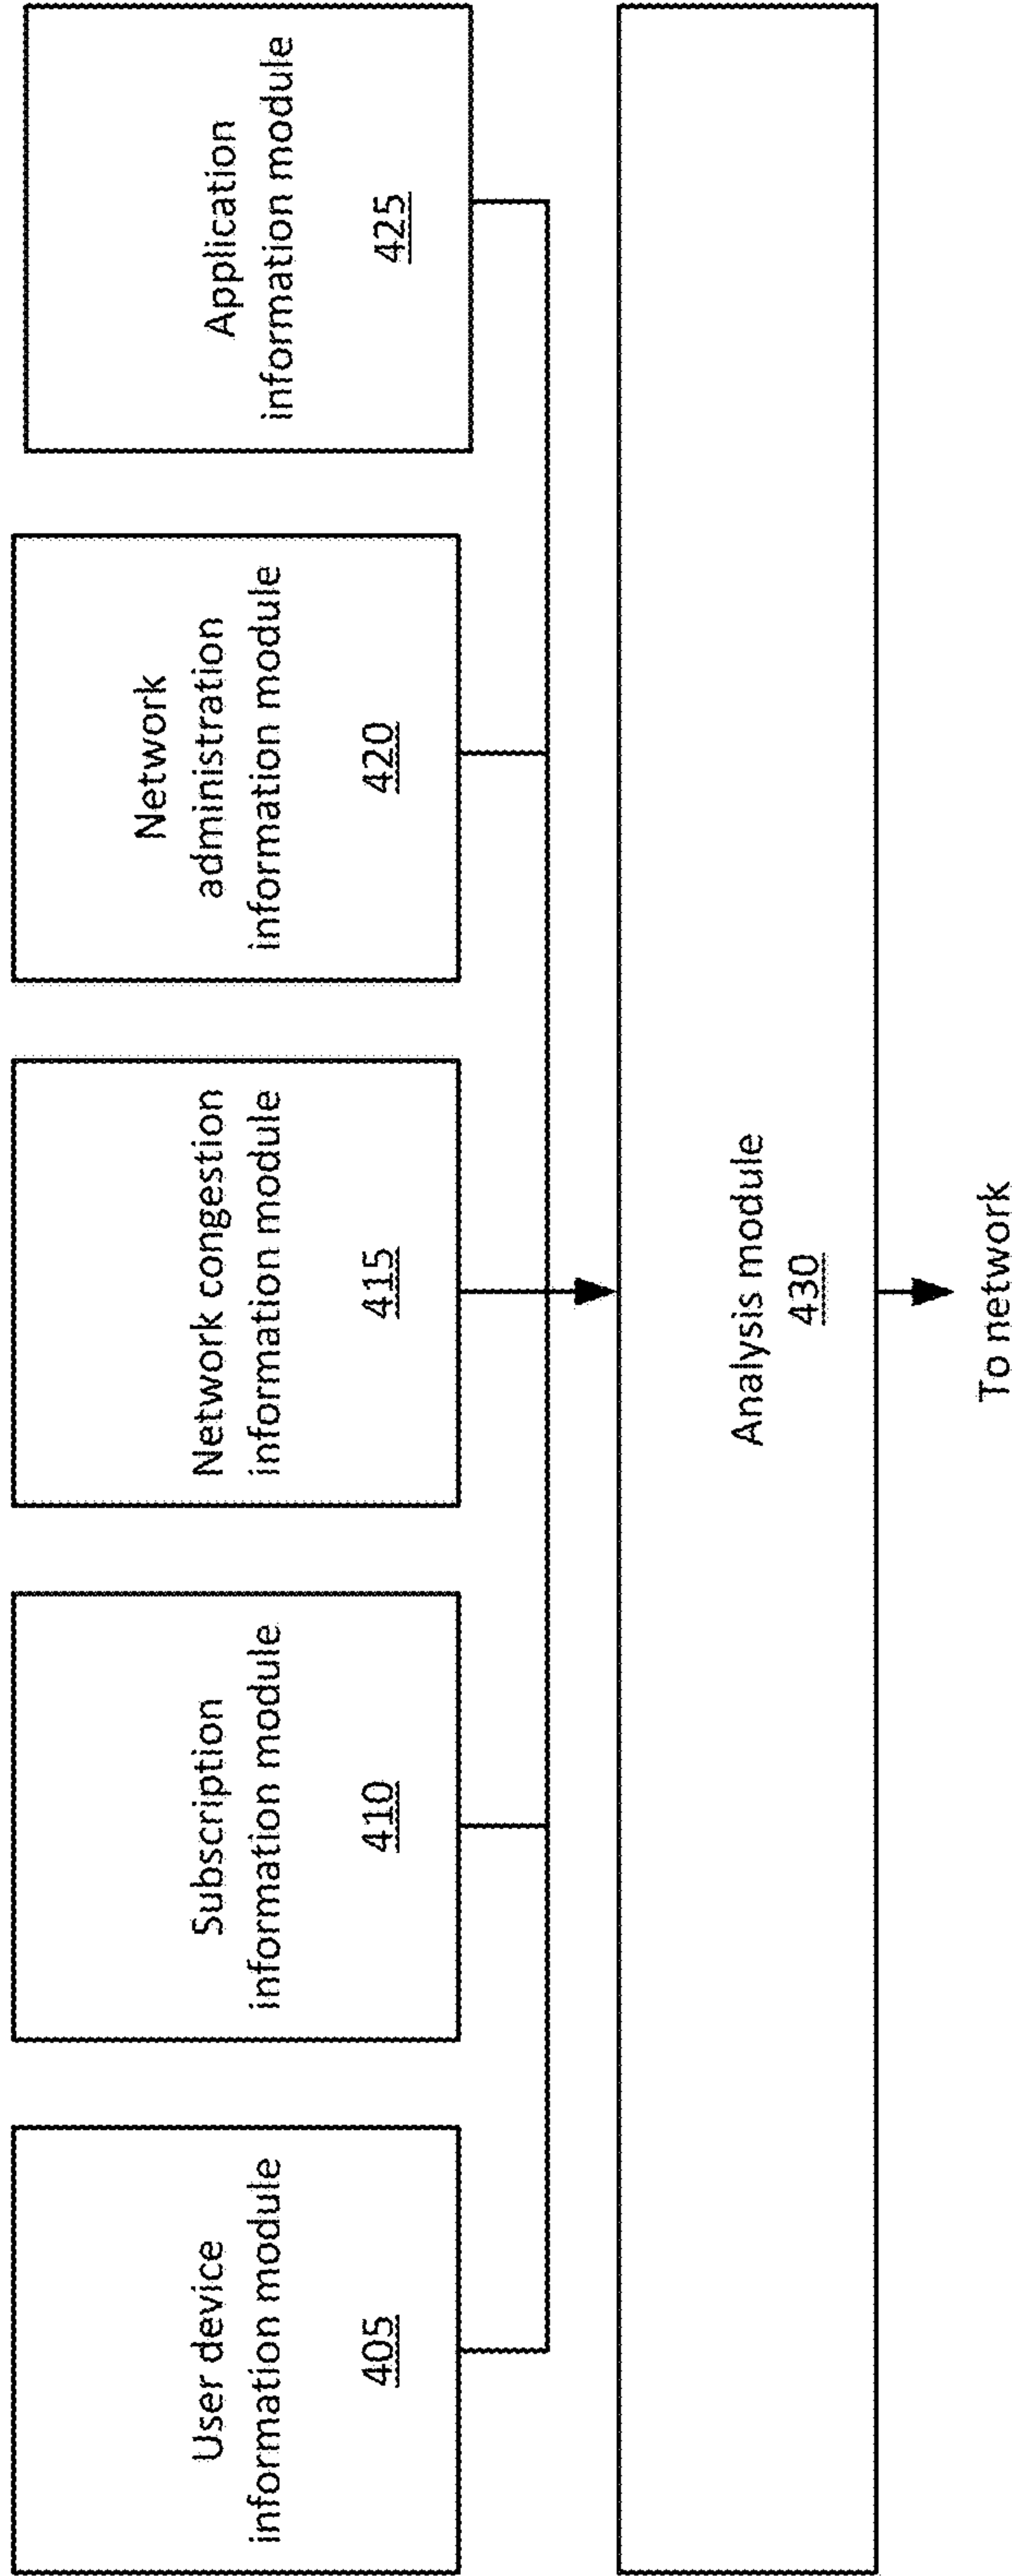 User device
information module
405
Subscription
information module
410
Network congestion
information module
415
Network
administration
information module
420
Application
information module
425
Analysis module
430
To network